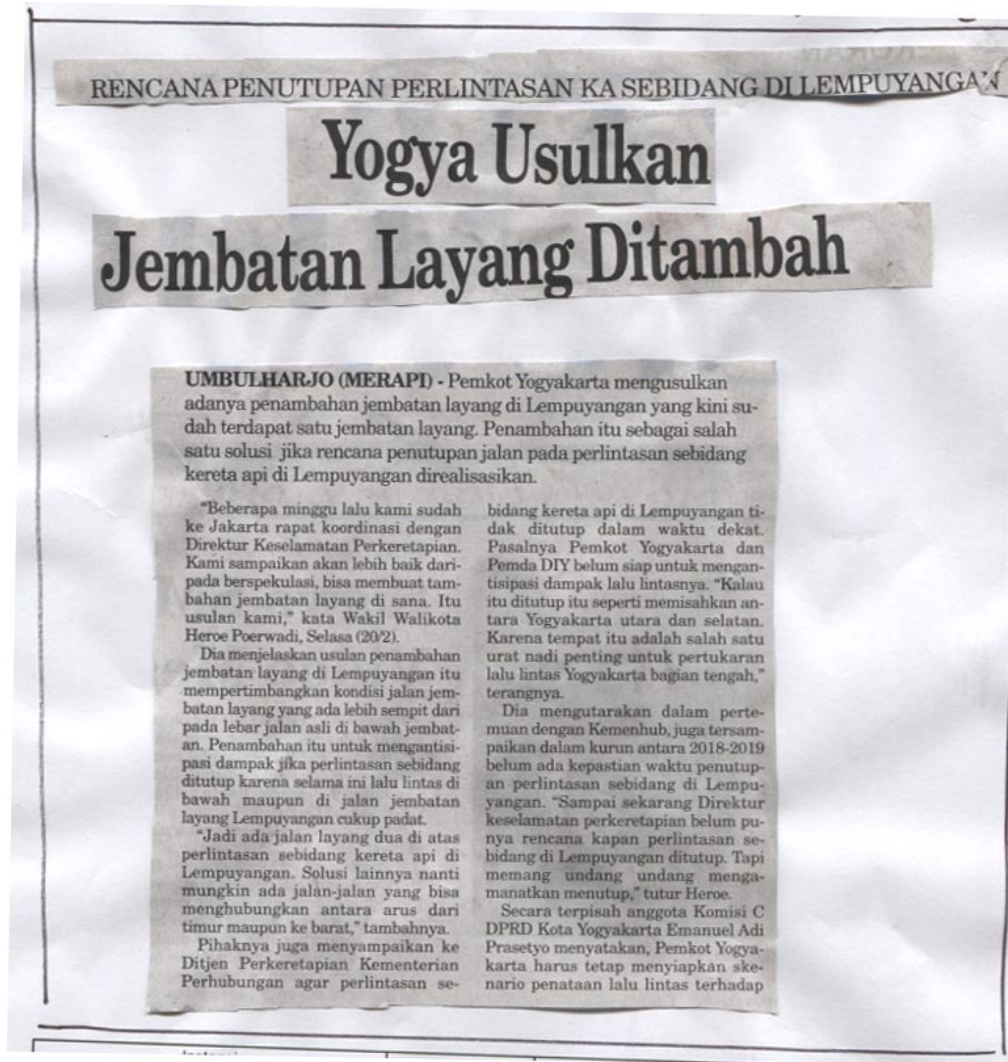 RENCANA PENUTUPAN PERLINTASAN KA SEBIDANG DI LEMPUYANGAN
Yogya Usulkan
Jembatan Layang Ditambah
UMBULHARJO (MERAPI) - Pemkot Yogyakarta mengusulkan
adanya penambahan jembatan layang di Lempuyangan yang kini su-
dah terdapat satu jembatan layang. Penambahan itu sebagai salah
satu solusi jika rencana penutupan jalan pada perlintasan sebidang
kereta api di Lempuyangan direalisasikan.
"Beberapa minggu lalu kami sudah
ke Jakarta rapat koordinasi dengan
Direktur Keselamatan Perkeretapian.
Kami sampaikan akan lebih baik dari-
pada berspekulasi, bisa membuat tam-
bahan jembatan layang di sana. Itu
usulan kami," kata Wakil Walikota
Heroe Poerwadi, Selasa (20/2).
Dia menjelaskan usulan penambahan
jembatan layang di Lempuyangan itu
mempertimbangkan kondisi jalan jem-
batan layang yang ada lebih sempit dari
pada lebar jalan asli di bawah jembat-
an. Penambahan itu untuk mengantisi-
pasi dampak jika perlintasan sebidang
ditutup karena selama ini lalu lintas di
bawah maupun di jalan jembatan
layang Lempuyangan cukup padat.
"Jadi ada jalan layang dua di atas
perlintasan sebidang kereta api di
Lempuyangan. Solusi lainnya nanti
mungkin ada jalan-jalan yang bisa
menghubungkan antara arus dari
timur maupun ke barat," tambahnya.
Pihaknya juga menyampaikan ke
Ditjen Perkeretapian Kementerian
Perhubungan agar perlintasan se-
bidang kereta api di Lempuyangan ti-
dak ditutup dalam waktu dekat.
Pasalnya Pemkot Yogyakarta dan
Pemda DIY belum siap untuk mengan-
tisipasi dampak lalu lintasnya. "Kalau
itu ditutup itu seperti memisahkan an-
tara Yogyakarta utara dan selatan.
Karena tempat itu adalah salah satu
urat nadi penting untuk pertukaran
lalu lintas Yogyakarta bagian tengah,"
terangnya.
Dia mengutarakan dalam perte-
muan dengan Kemenhub, juga tersam-
paikan dalam kurun antara 2018-2019
belum ada kepastian waktu penutup-
an perlintasan sebidang di Lempu-
yangan. "Sampai sekarang Direktur
keselamatan perkeretapian belum pu-
nya rencana kapan perlintasan se-
bidang di Lempuyangan ditutup. Tapi
memang undang undang menga-
manatkan menutup," tutur Heroe.
Secara terpisah anggota Komisi C
DPRD Kota Yogyakarta Emanuel Adi
Prasetyo menyatakan, Pemkot Yogya-
karta harus tetap menyiapkan ske-
nario penataan lalu lintas terhadap